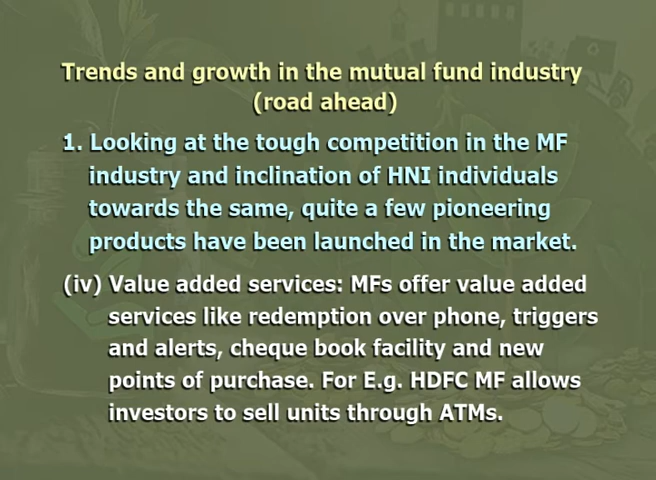 Trends and growth in the mutual fund industry
(road ahead)
1. Looking at the tough competition in the MF
industry and inclination of HNI individuals
towards the same, quite a few pioneering
products have been launched in the market.
(iv) Value added services: MFs offer value added
services like redemption over phone, triggers
and alerts, cheque book facility and new
points of purchase. For E.g. HDFC MF allows
investors to sell units through ATMs.